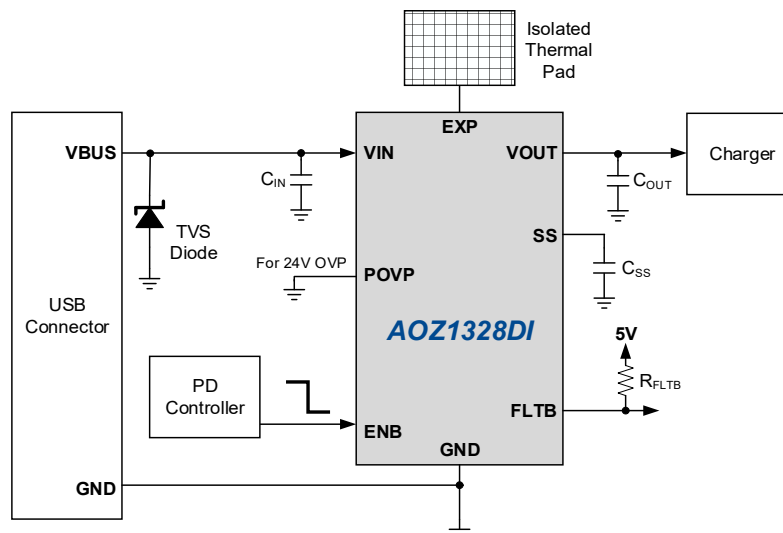 Isolated
Thermal
Pad
EXP
VBUS
VIN
VOUT
Charger
CIN
COUT
TVS
Diode
SS
CSS
For 24V OVP
POVP
USB
Connector
AOZ1328DI
5V
RFLTB
PD
Controller
FLTB
ENB
GND
GND